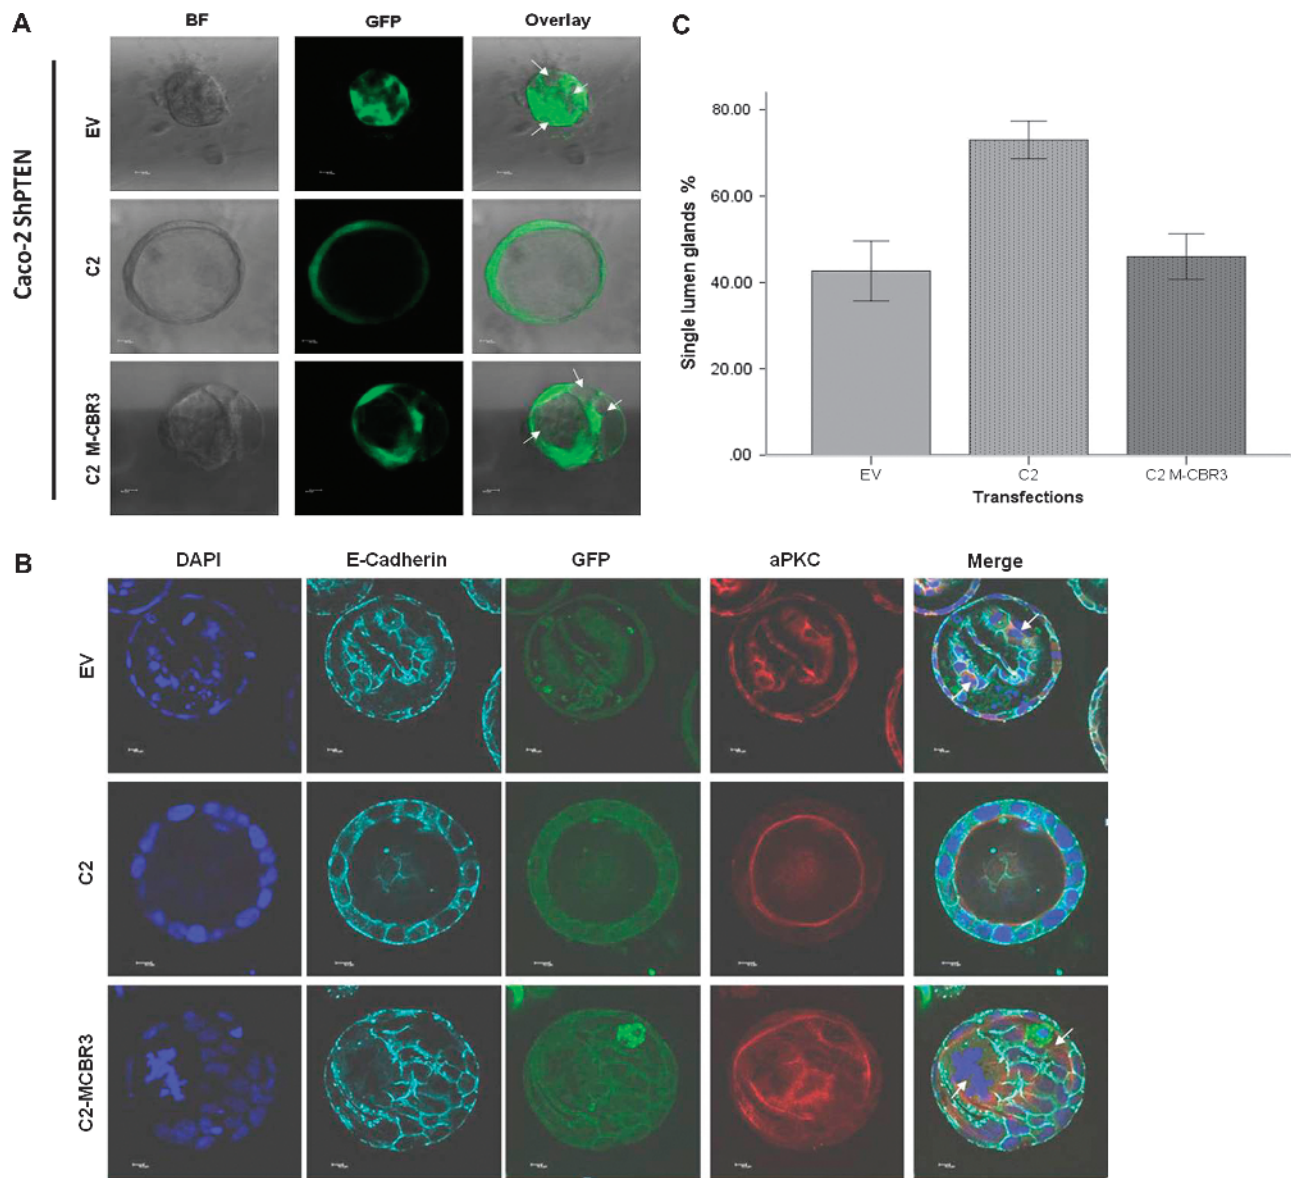 A
BF
GFP
Overlay
Caco-2 ShPTEN
EV
C2
C2 M-CBR3
C
Single lumen glands %
80.00
60.00
40.00
20.00
.00
EV
C2
C2 M-CBR3
Transfections
B
DAPI
E-Cadherin
GFP
aPKC
Merge
EV
C2
C2-MCBR3